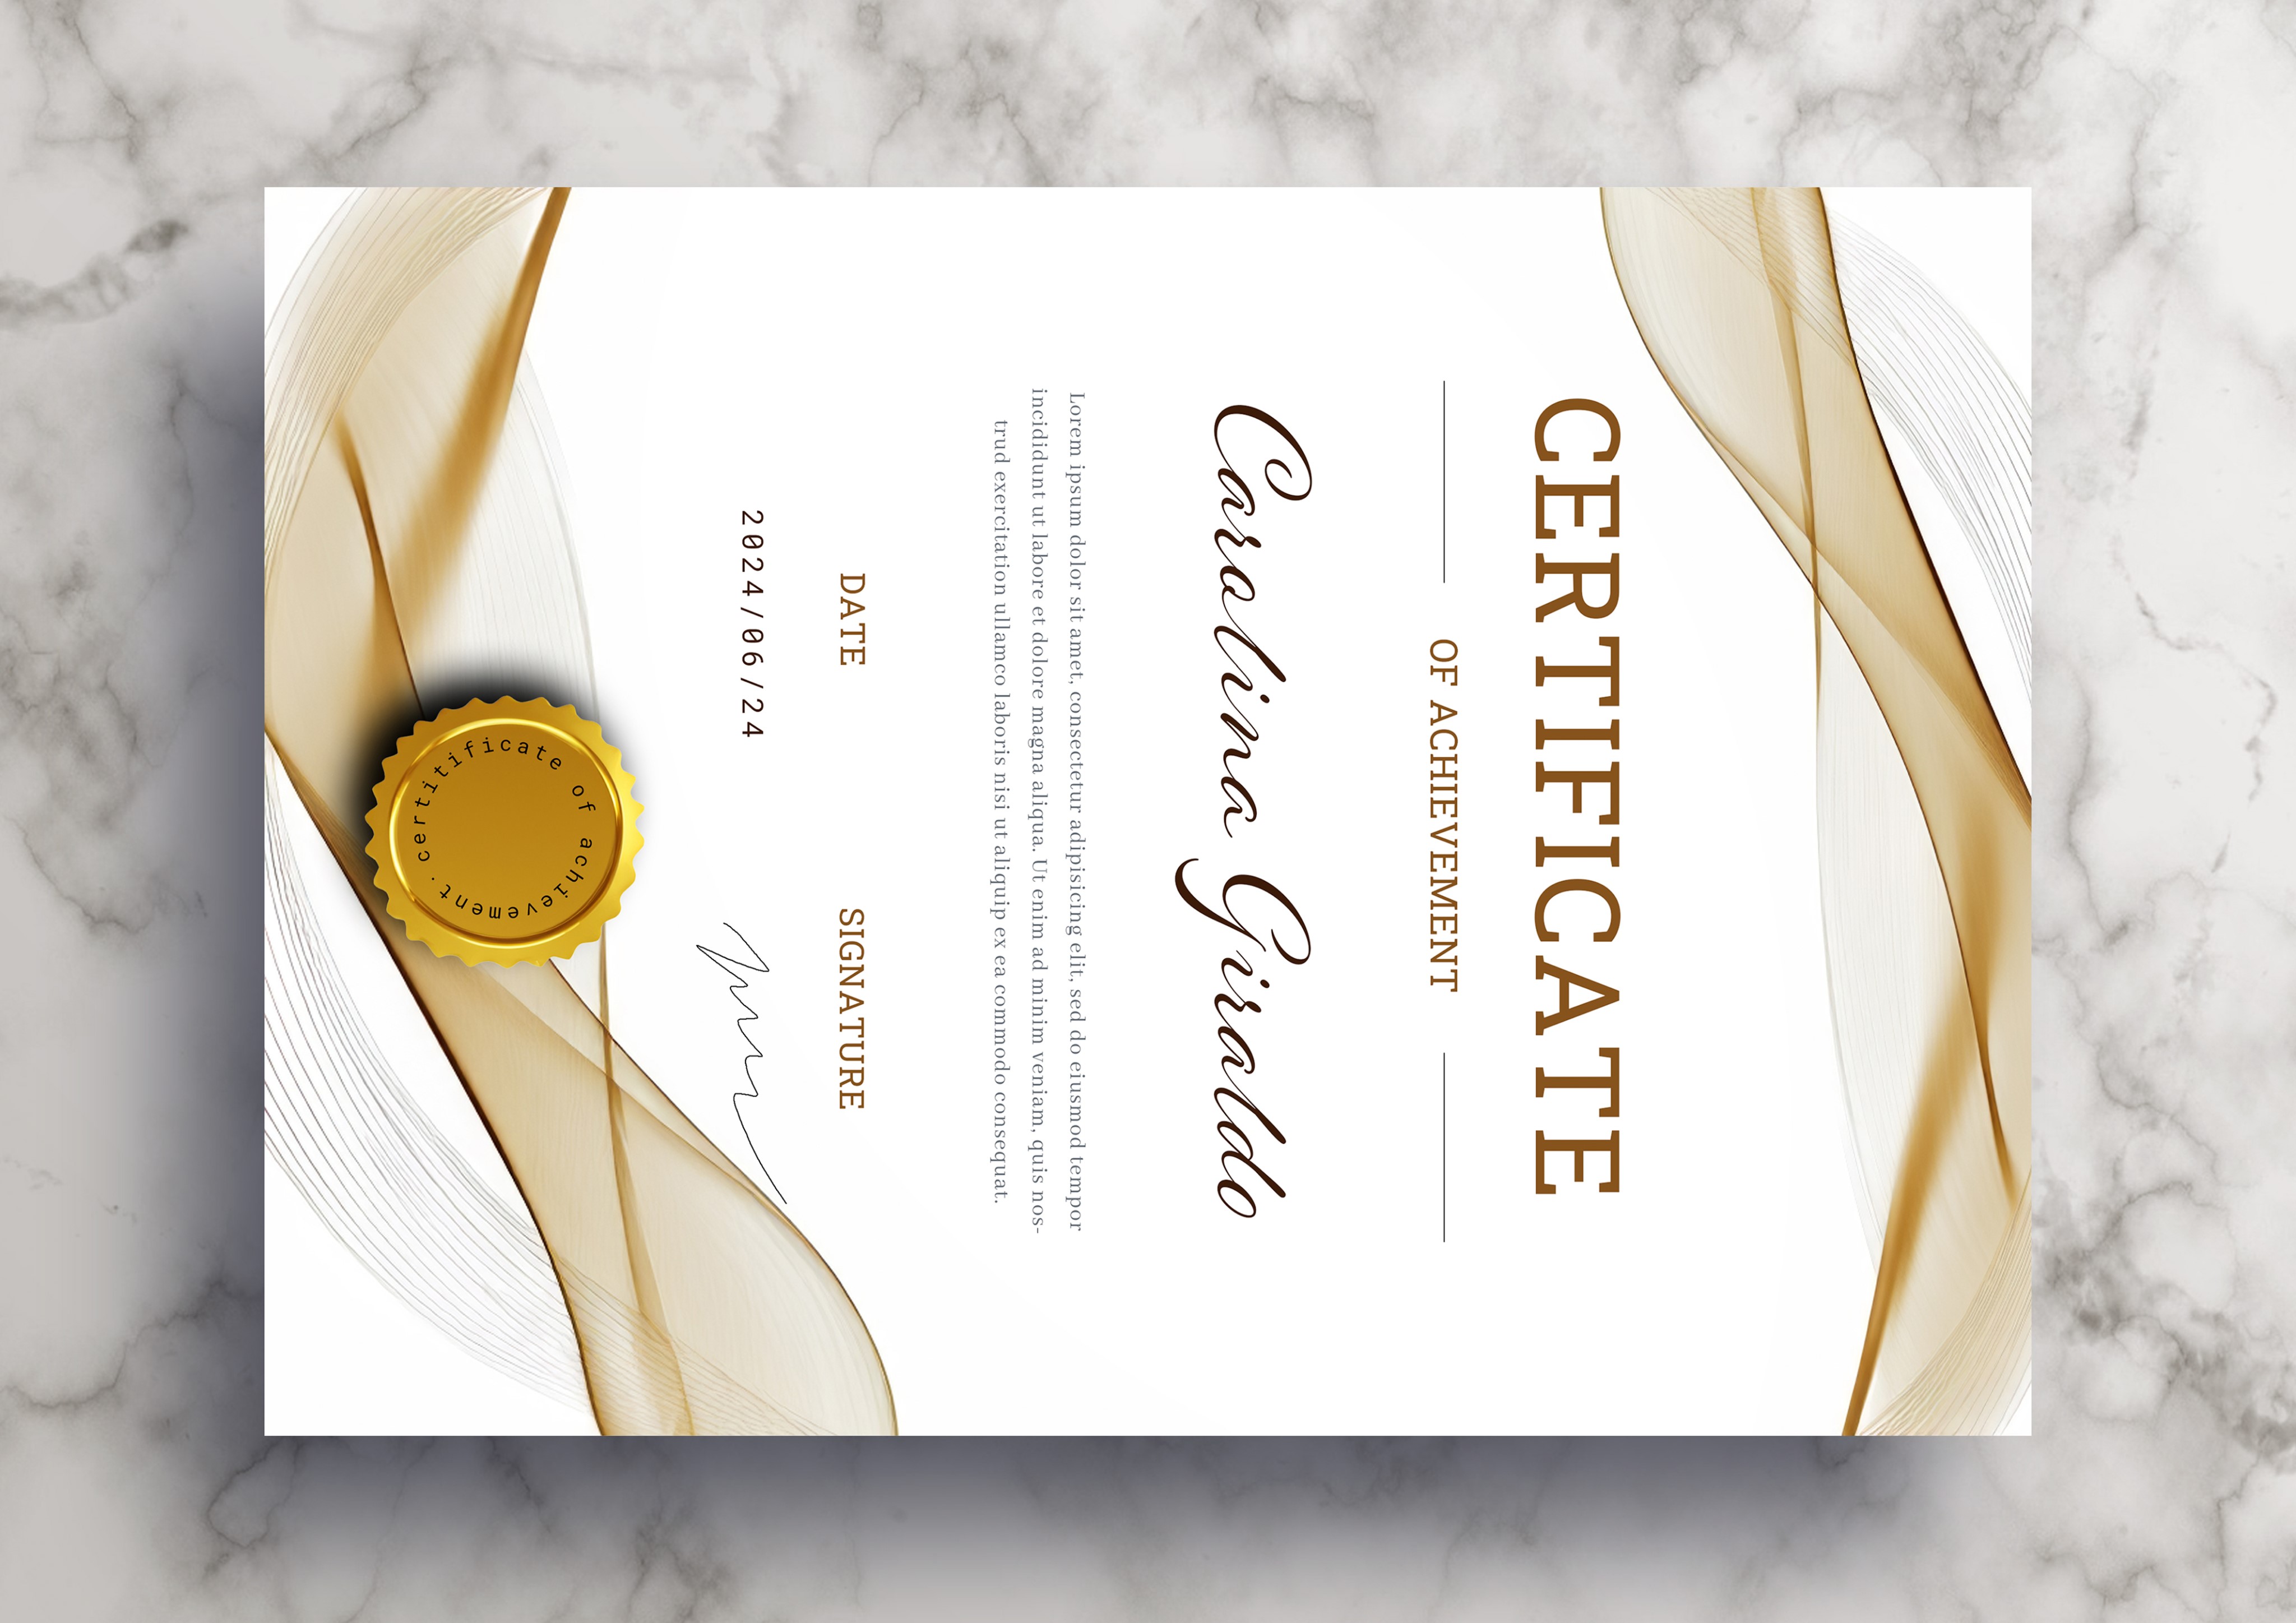 CERTIFICATE
OF ACHIEVEMENT
Carolina Giraldo
Lorem ipsum dolor sit amet, consectetur adipisicing elit, sed do eiusmod tempor
incididunt ut labore et dolore magna aliqua. Ut enim ad minim veniam, quis nos-
trud exercitation ullamco laboris nisi ut aliquip ex ea commodo consequat.
DATE SIGNATURE
2024/06/24
certitificate of achievement.